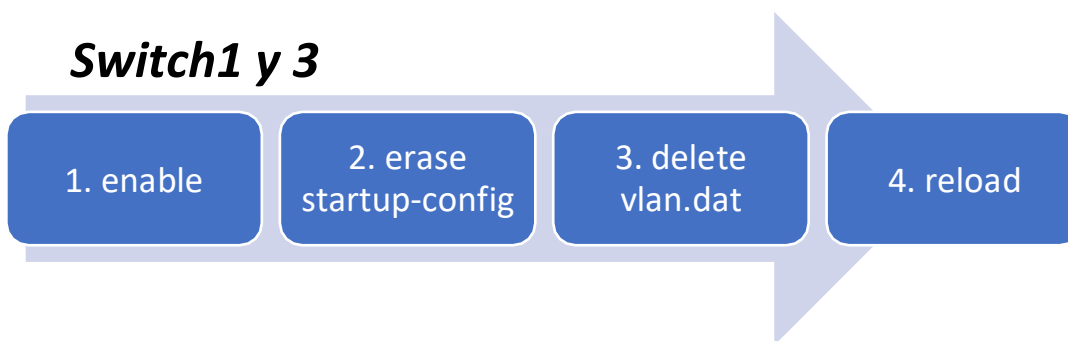 Switch1 y 3
1. enable
2. erase
startup-config
3. delete
vlan.dat
4. reload